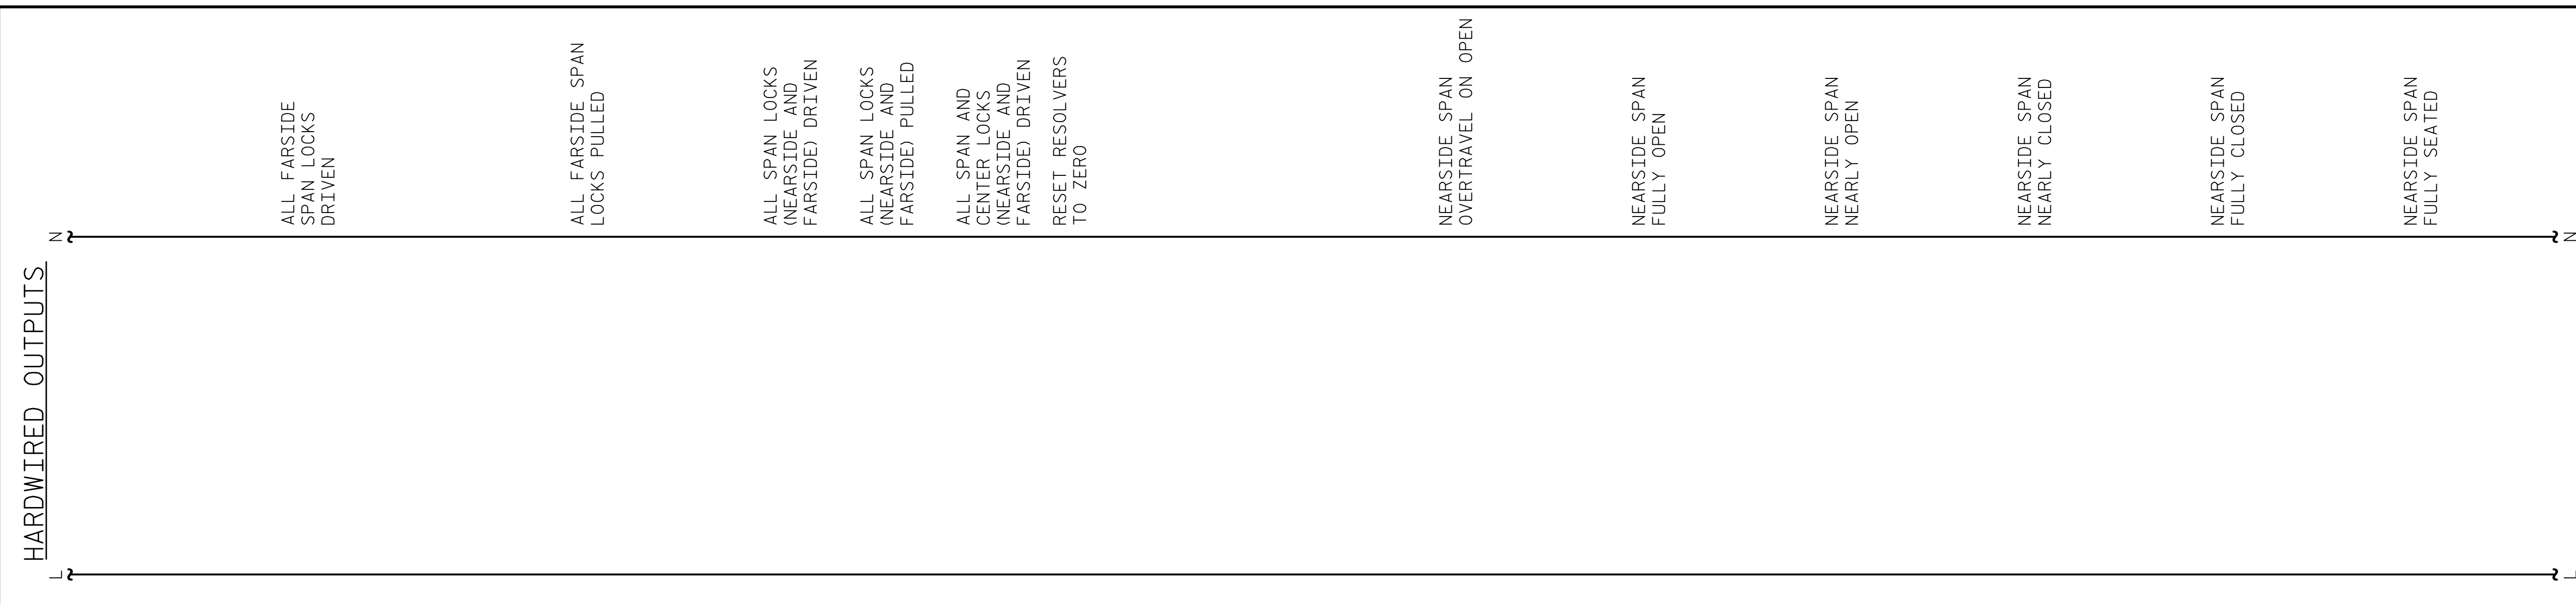 HARDWIRED OUTPUTS
L
N
ALL FARSIDE
SPAN LOCKS
DRIVEN
ALL FARSIDE SPAN
LOCKS PULLED
ALL SPAN LOCKS
(NEARSIDE AND
FARSIDE) DRIVEN
ALL SPAN LOCKS
(NEARSIDE AND
FARSIDE) PULLED
ALL SPAN AND
CENTER LOCKS
(NEARSIDE AND
FARSIDE) DRIVEN
RESET RESOLVERS
TO ZERO
NEARSIDE SPAN
OVERTRAVEL ON OPEN
NEARSIDE SPAN
FULLY OPEN
NEARSIDE SPAN
NEARLY OPEN
NEARSIDE SPAN
NEARLY CLOSED
NEARSIDE SPAN
FULLY CLOSED
NEARSIDE SPAN
FULLY SEATED
L
N